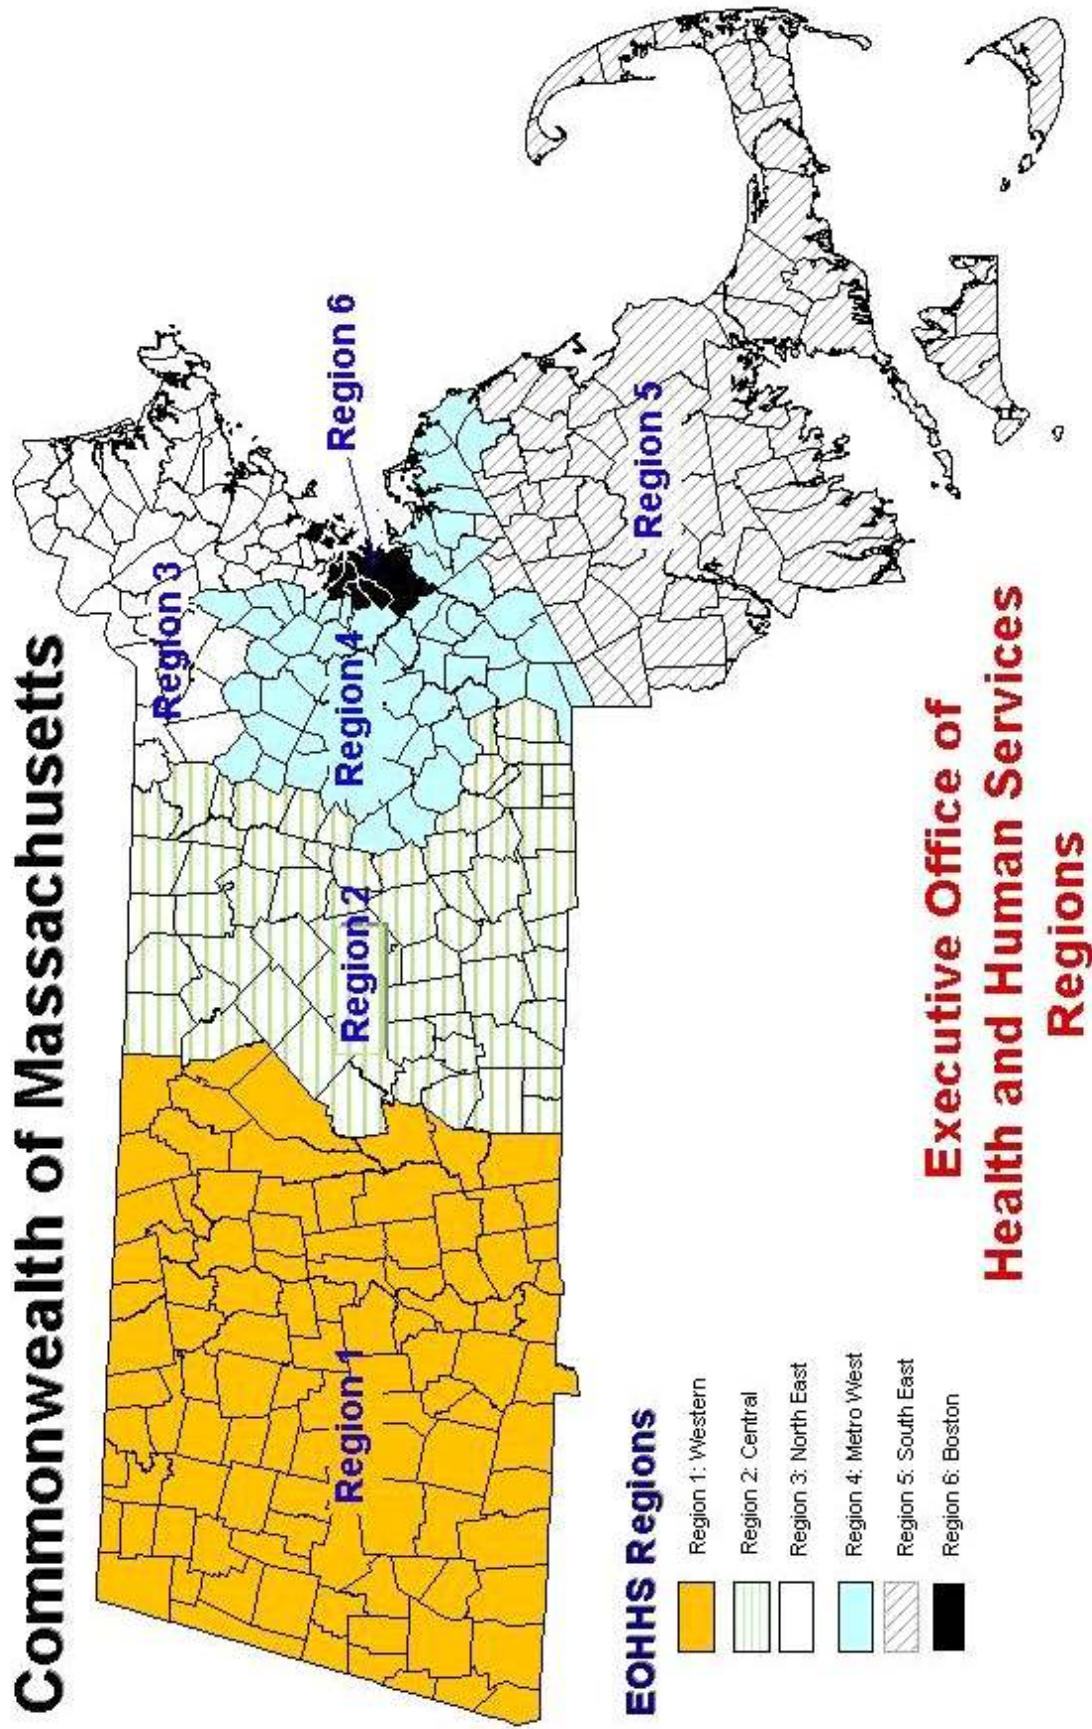 Commonwealth of Massachusetts
Region 3
Region 6
Region 4
Region 2
Region 1
Region 5
EOHHS Regions
Region 1: Western
Region 2: Central
Region 3: North East
Region 4: Metro West
Region 5: South East
Region 6: Boston
Executive Office of
Health and Human Services
Regions